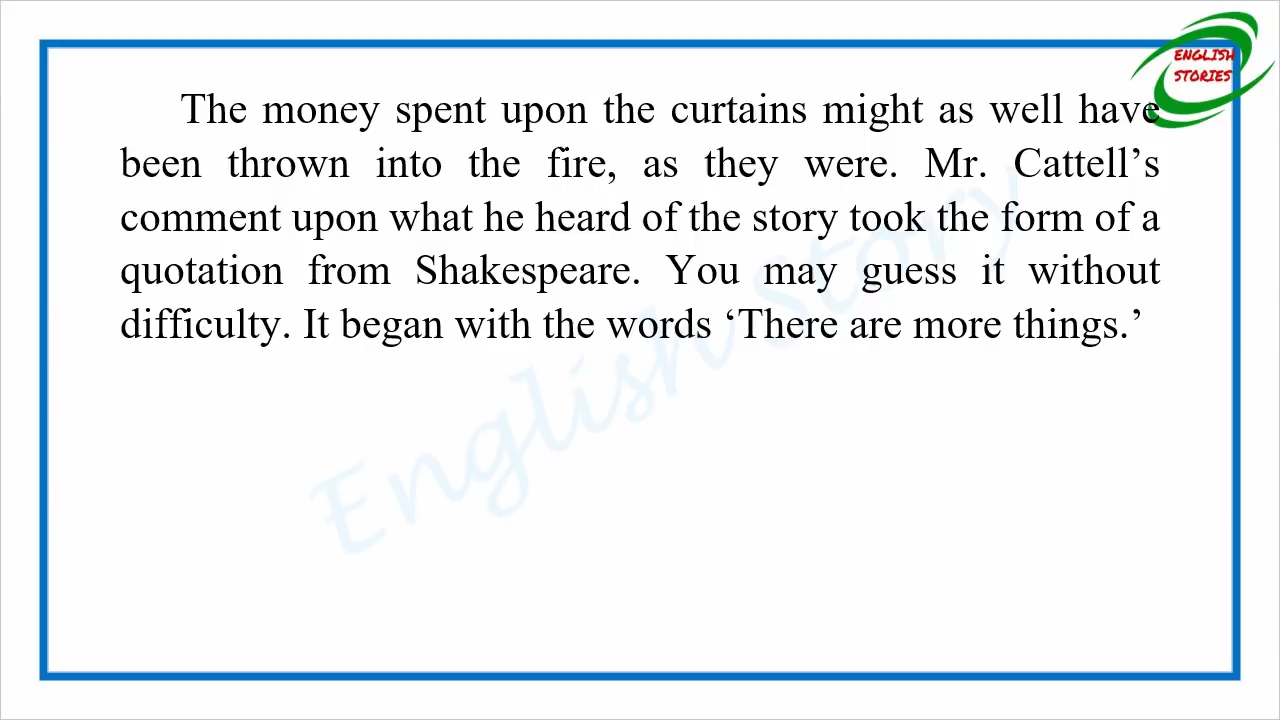 ENGLISH
STORIES
The money spent upon the curtains might as well have
been thrown into the fire, as they were. Mr. Cattell’s
comment upon what he heard of the story took the form of a
quotation from Shakespeare. You may guess it without
difficulty. It began with the words ‘There are more things.’
English Story